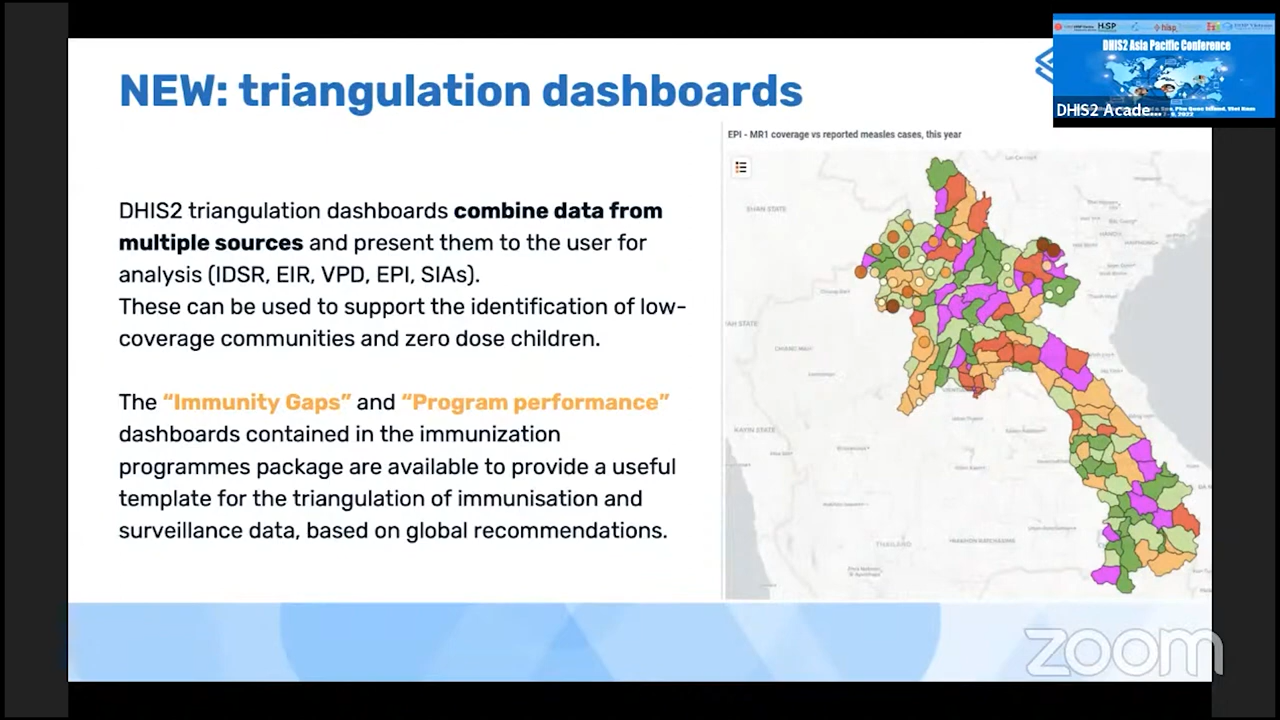 NEW: triangulation dashboards
DHIS2 triangulation dashboards combine data from
multiple sources and present them to the user for
analysis (IDSR, EIR, VPD, EPI, SIAs).
These can be used to support the identification of low-
coverage communities and zero dose children.
The “Immunity Gaps” and “Program performance”
dashboards contained in the immunization
programmes package are available to provide a useful
template for the triangulation of immunisation and
surveillance data, based on global recommendations.
EPI - MR1 coverage vs reported measles cases, this year
SHAN STATE
KAYIN STATE
THAILAND
HISP
hisp
DHIS2 Asia Pacific Conference
DHIS2 Acade
zoom